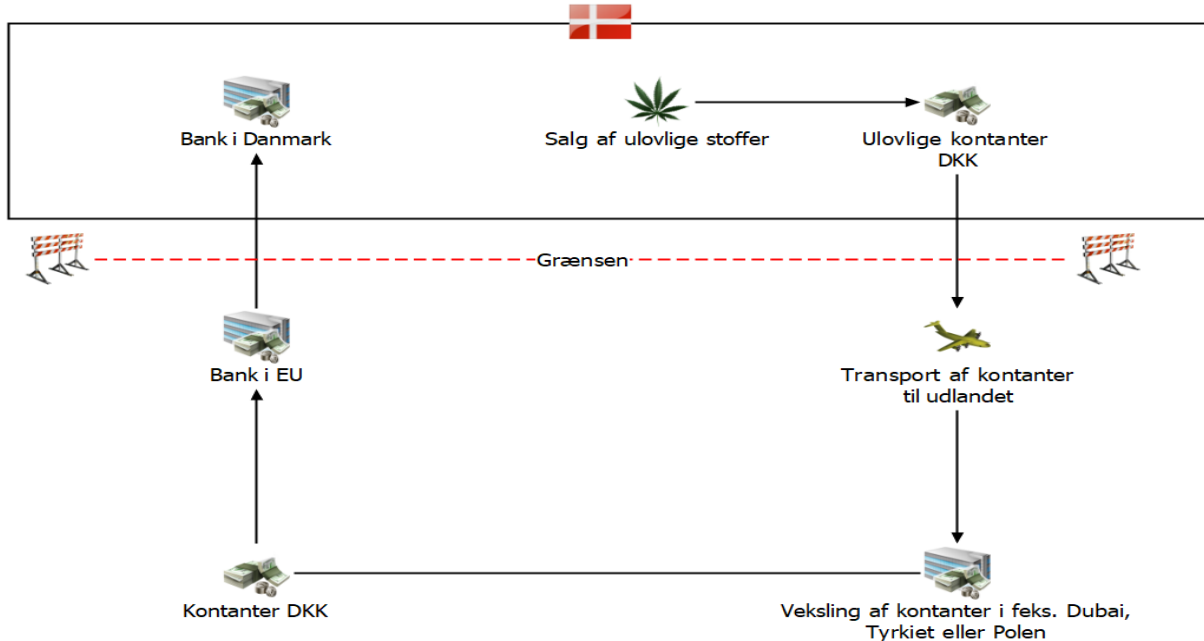 Bank i Danmark
Salg af ulovlige stoffer
Ulovlige kontanter
DKK
Grænsen
Bank i EU
Transport af kontanter
til udlandet
Kontanter DKK
Veksling af kontanter i feks. Dubai,
Tyrkiet eller Polen